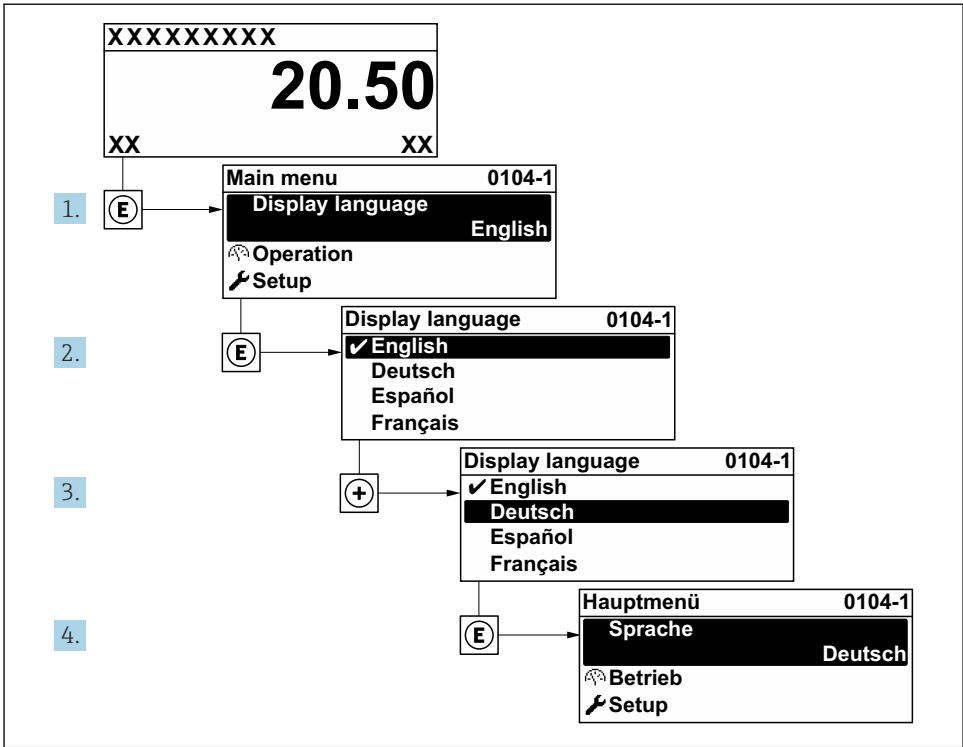 XXXXXXXXX
20.50
XX XX
1.
E
Main menu 0104-1
Display language
English
Operation
Setup
2.
E
Display language 0104-1
✔English
Deutsch
Español
Français
3.
+
Display language 0104-1
✔English
Deutsch
Español
Français
4.
E
Hauptmenü 0104-1
Sprache
Deutsch
Betrieb
Setup